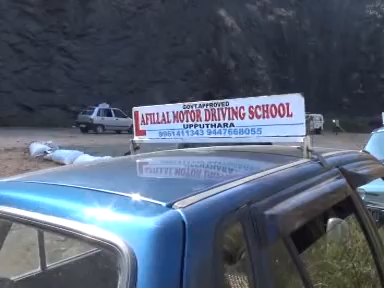 GOVT.APPROVED
L AFILLAL MOTOR DRIVING SCHOOL
UPPUTHARA
9961411343 9447668055